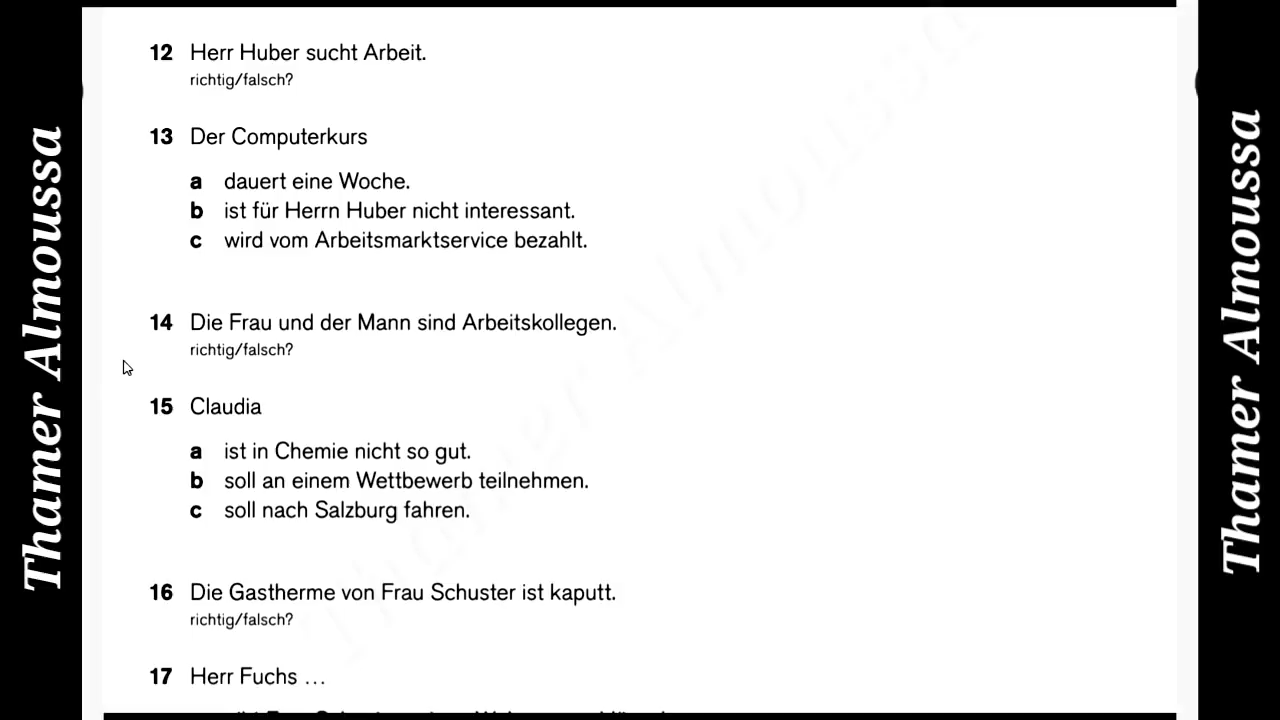 Thamer Almoussa
12 Herr Huber sucht Arbeit.
richtig/falsch?
13 Der Computerkurs
a dauert eine Woche.
b ist für Herrn Huber nicht interessant.
c wird vom Arbeitsmarktservice bezahlt.
14 Die Frau und der Mann sind Arbeitskollegen.
richtig/falsch?
15 Claudia
a ist in Chemie nicht so gut.
b soll an einem Wettbewerb teilnehmen.
c soll nach Salzburg fahren.
16 Die Gastherme von Frau Schuster ist kaputt.
richtig/falsch?
17 Herr Fuchs ...
Thamer Almoussa
Thamer Almoussa